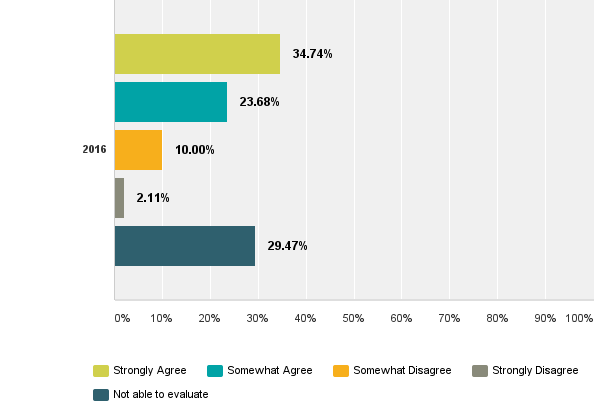 34.74%
23.68%
2016
10.00%
2.11%
29.47%
0% 10% 20% 30% 40% 50% 60% 70% 80% 90% 100%
Strongly Agree Somewhat Agree Somewhat Disagree Strongly Disagree
Not able to evaluate